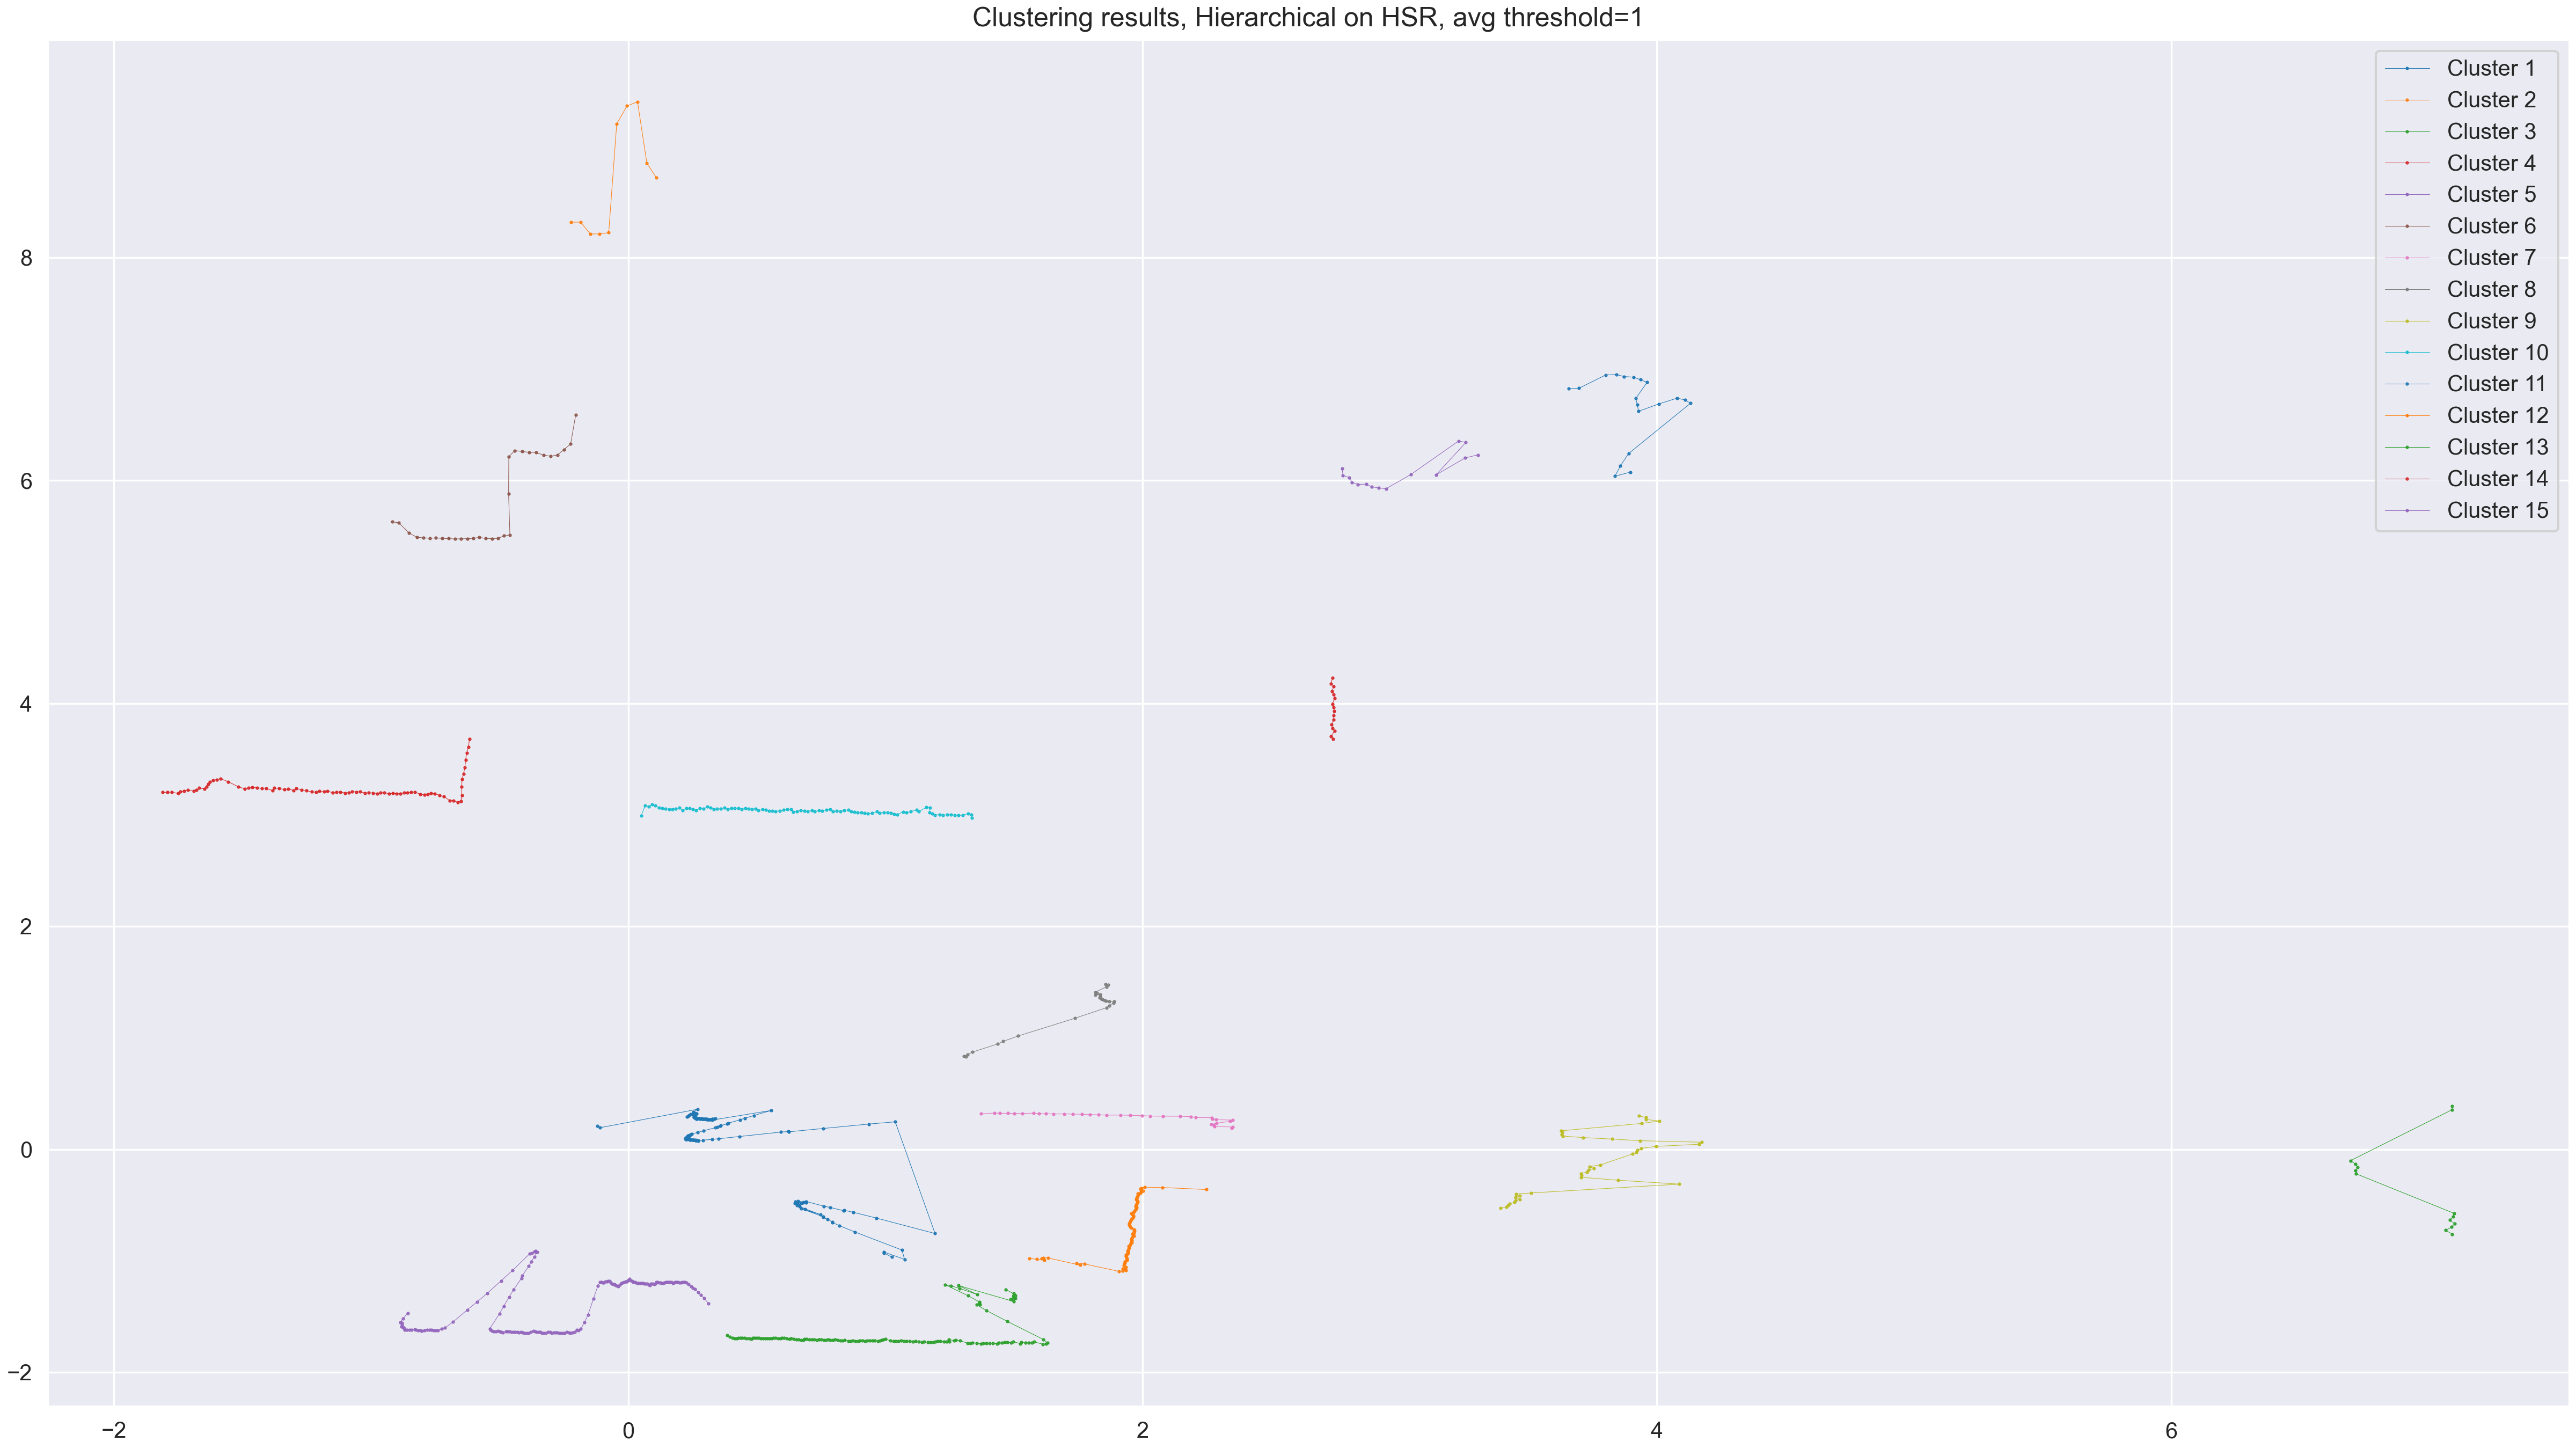 Clustering results, Hierarchical on HSR, avg threshold=1
Cluster 1
Cluster 2
Cluster 3
Cluster 4
Cluster 5
Cluster 6
Cluster 7
Cluster 8
Cluster 9
Cluster 10
Cluster 11
Cluster 12
Cluster 13
Cluster 14
Cluster 15
8
6
4
2
0
−2
−2 0 2 4 6